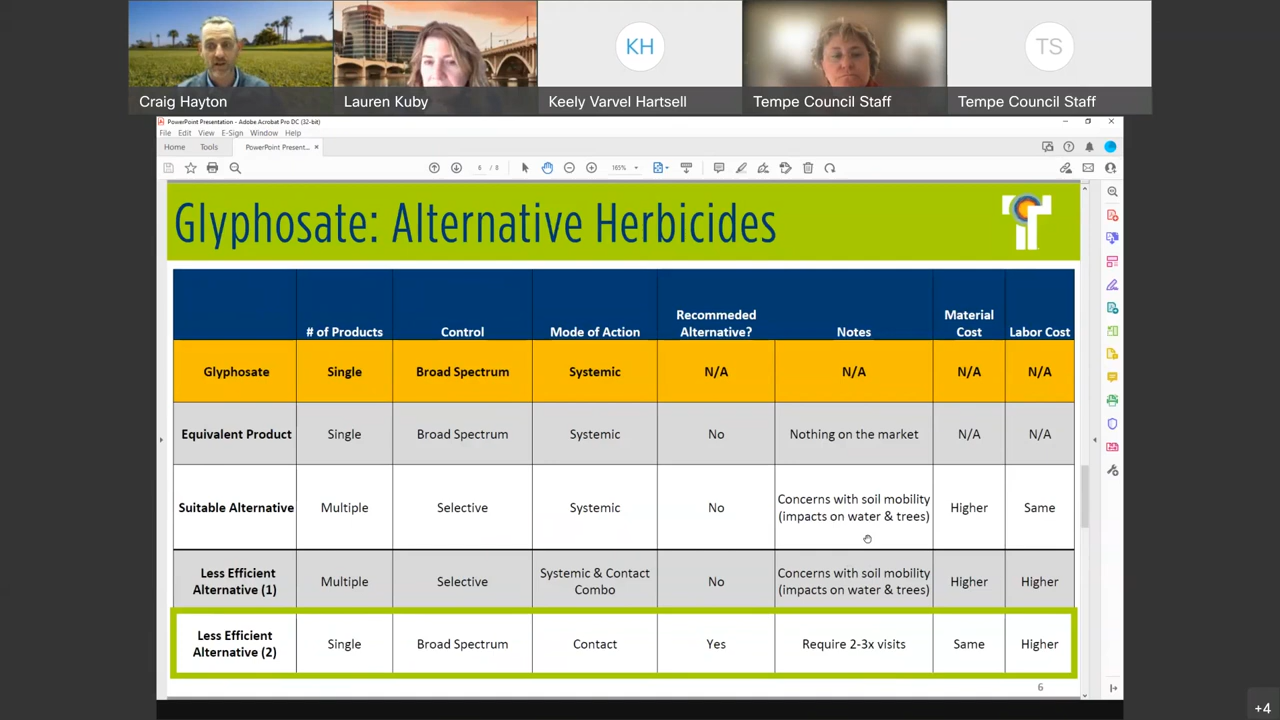 KH
TS
Craig Hayton
Lauren Kuby
Keely Varvel Hartsell
Tempe Council Staff
Tempe Council Staff
PowerPoint Presentation - Adobe Acrobat Pro DC (32-bit)
File Edit View E-Sign Window Help
Home Tools PowerPoint Present...
6 / 8 165%
Glyphosate: Alternative Herbicides
# of Products Control Mode of Action Recommeded Alternative? Notes Material Cost Labor Cost
Glyphosate Single Broad Spectrum Systemic N/A N/A N/A N/A
Equivalent Product Single Broad Spectrum Systemic No Nothing on the market N/A N/A
Suitable Alternative Multiple Selective Systemic No Concerns with soil mobility (impacts on water & trees) Higher Same
Less Efficient Alternative (1) Multiple Selective Systemic & Contact Combo No Concerns with soil mobility (impacts on water & trees) Higher Higher
Less Efficient Alternative (2) Single Broad Spectrum Contact Yes Require 2-3x visits Same Higher
6
+4